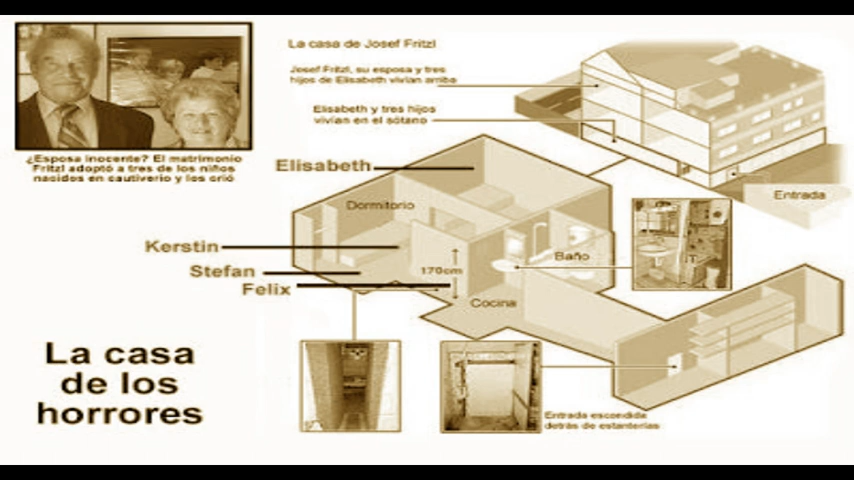 La casa de Josef Fritzl
Josef Fritzl, su esposa y tres
hijos de Elisabeth vivían arriba
Elisabeth y tres hijos
vivían en el sótano
¿Esposa inocente? El matrimonio
Fritzl adoptó a tres de los niños
nacidos en cautiverio y los crió
Elisabeth
Entrada
Dormitorio
Kerstin
Baño
Stefan
170cm
Felix
Cocina
La casa
de los
horrores
Entrada escondida
detrás de estanterías